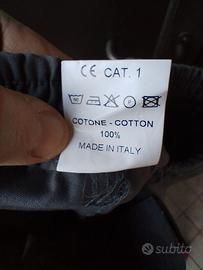 CE CAT. 1
COTONE - COTTON
100%
MADE IN ITALY
subito